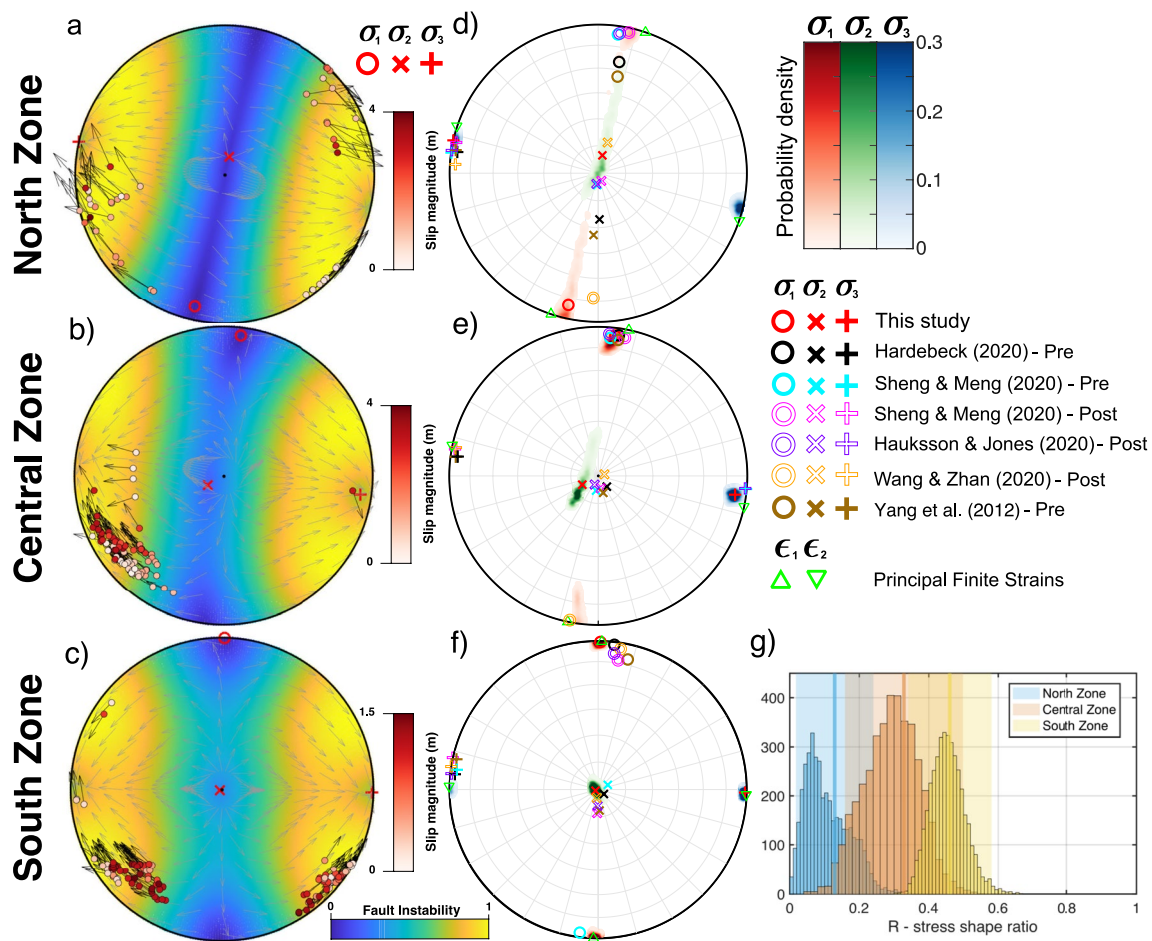 North Zone
Central Zone
South Zone
a
σ₁ σ₂ σ₃
Slip magnitude (m)
4
0
b)
Slip magnitude (m)
4
0
c)
Slip magnitude (m)
1.5
0
Fault Instability
0
1
d)
e)
f)
σ₁ σ₂ σ₃
Probability density
0.3
0.2
0.1
0
σ₁ σ₂ σ₃
This study
Hardebeck (2020) - Pre
Sheng & Meng (2020) - Pre
Sheng & Meng (2020) - Post
Hauksson & Jones (2020) - Post
Wang & Zhan (2020) - Post
Yang et al. (2012) - Pre
ϵ₁ ϵ₂
Principal Finite Strains
g)
North Zone
Central Zone
South Zone
400
300
200
100
0
0 0.2 0.4 0.6 0.8 1
R - stress shape ratio